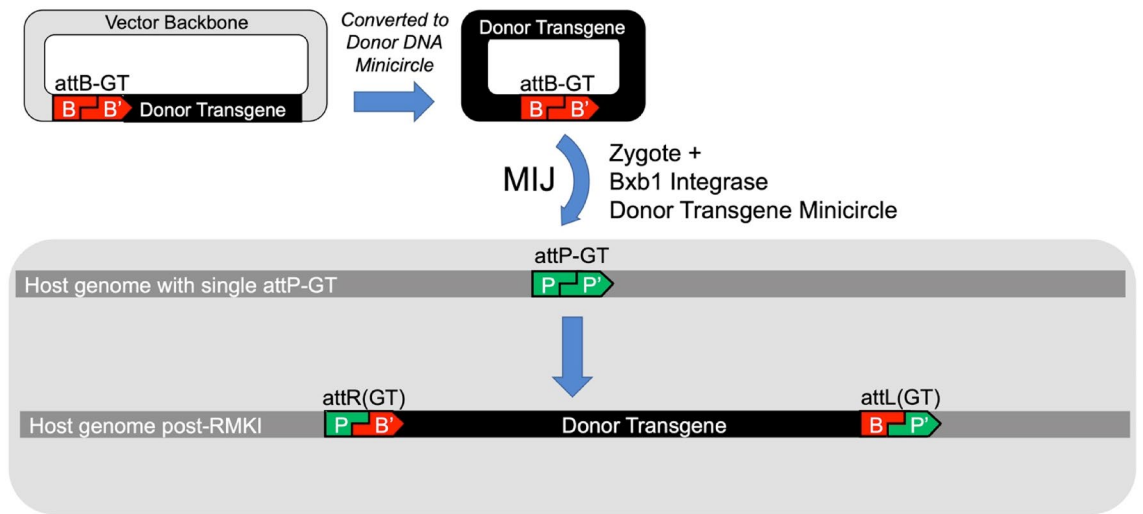 Vector Backbone
attB-GT
B B' Donor Transgene
Converted to
Donor DNA
Minicircle
Donor Transgene
attB-GT
B B'
MIJ
Zygote +
Bxb1 Integrase
Donor Transgene Minicircle
attP-GT
Host genome with single attP-GT
P P'
attR(GT)
attL(GT)
Host genome post-RMKI
P B'
Donor Transgene
B P'